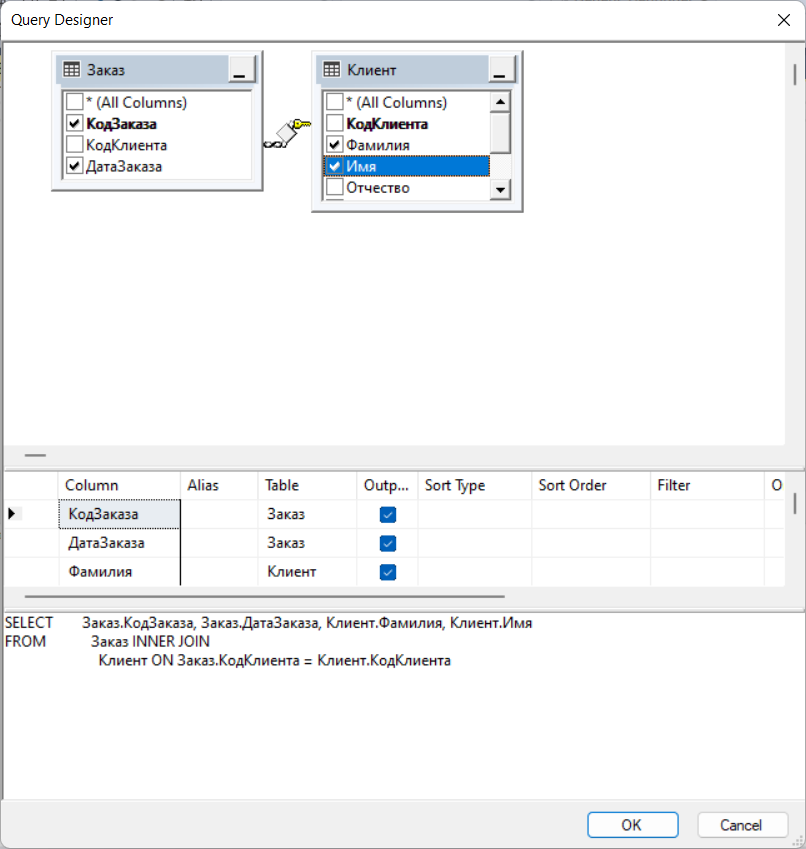 Query Designer
Заказ
* (All Columns)
КодЗаказа
КодКлиента
ДатаЗаказа
Клиент
* (All Columns)
КодКлиента
Фамилия
Имя
Отчество
Column Alias Table Outp... Sort Type Sort Order Filter O
КодЗаказа Заказ
ДатаЗаказа Заказ
Фамилия Клиент
SELECT Заказ.КодЗаказа, Заказ.ДатаЗаказа, Клиент.Фамилия, Клиент.Имя
FROM Заказ INNER JOIN
Клиент ON Заказ.КодКлиента = Клиент.КодКлиента
OK Cancel